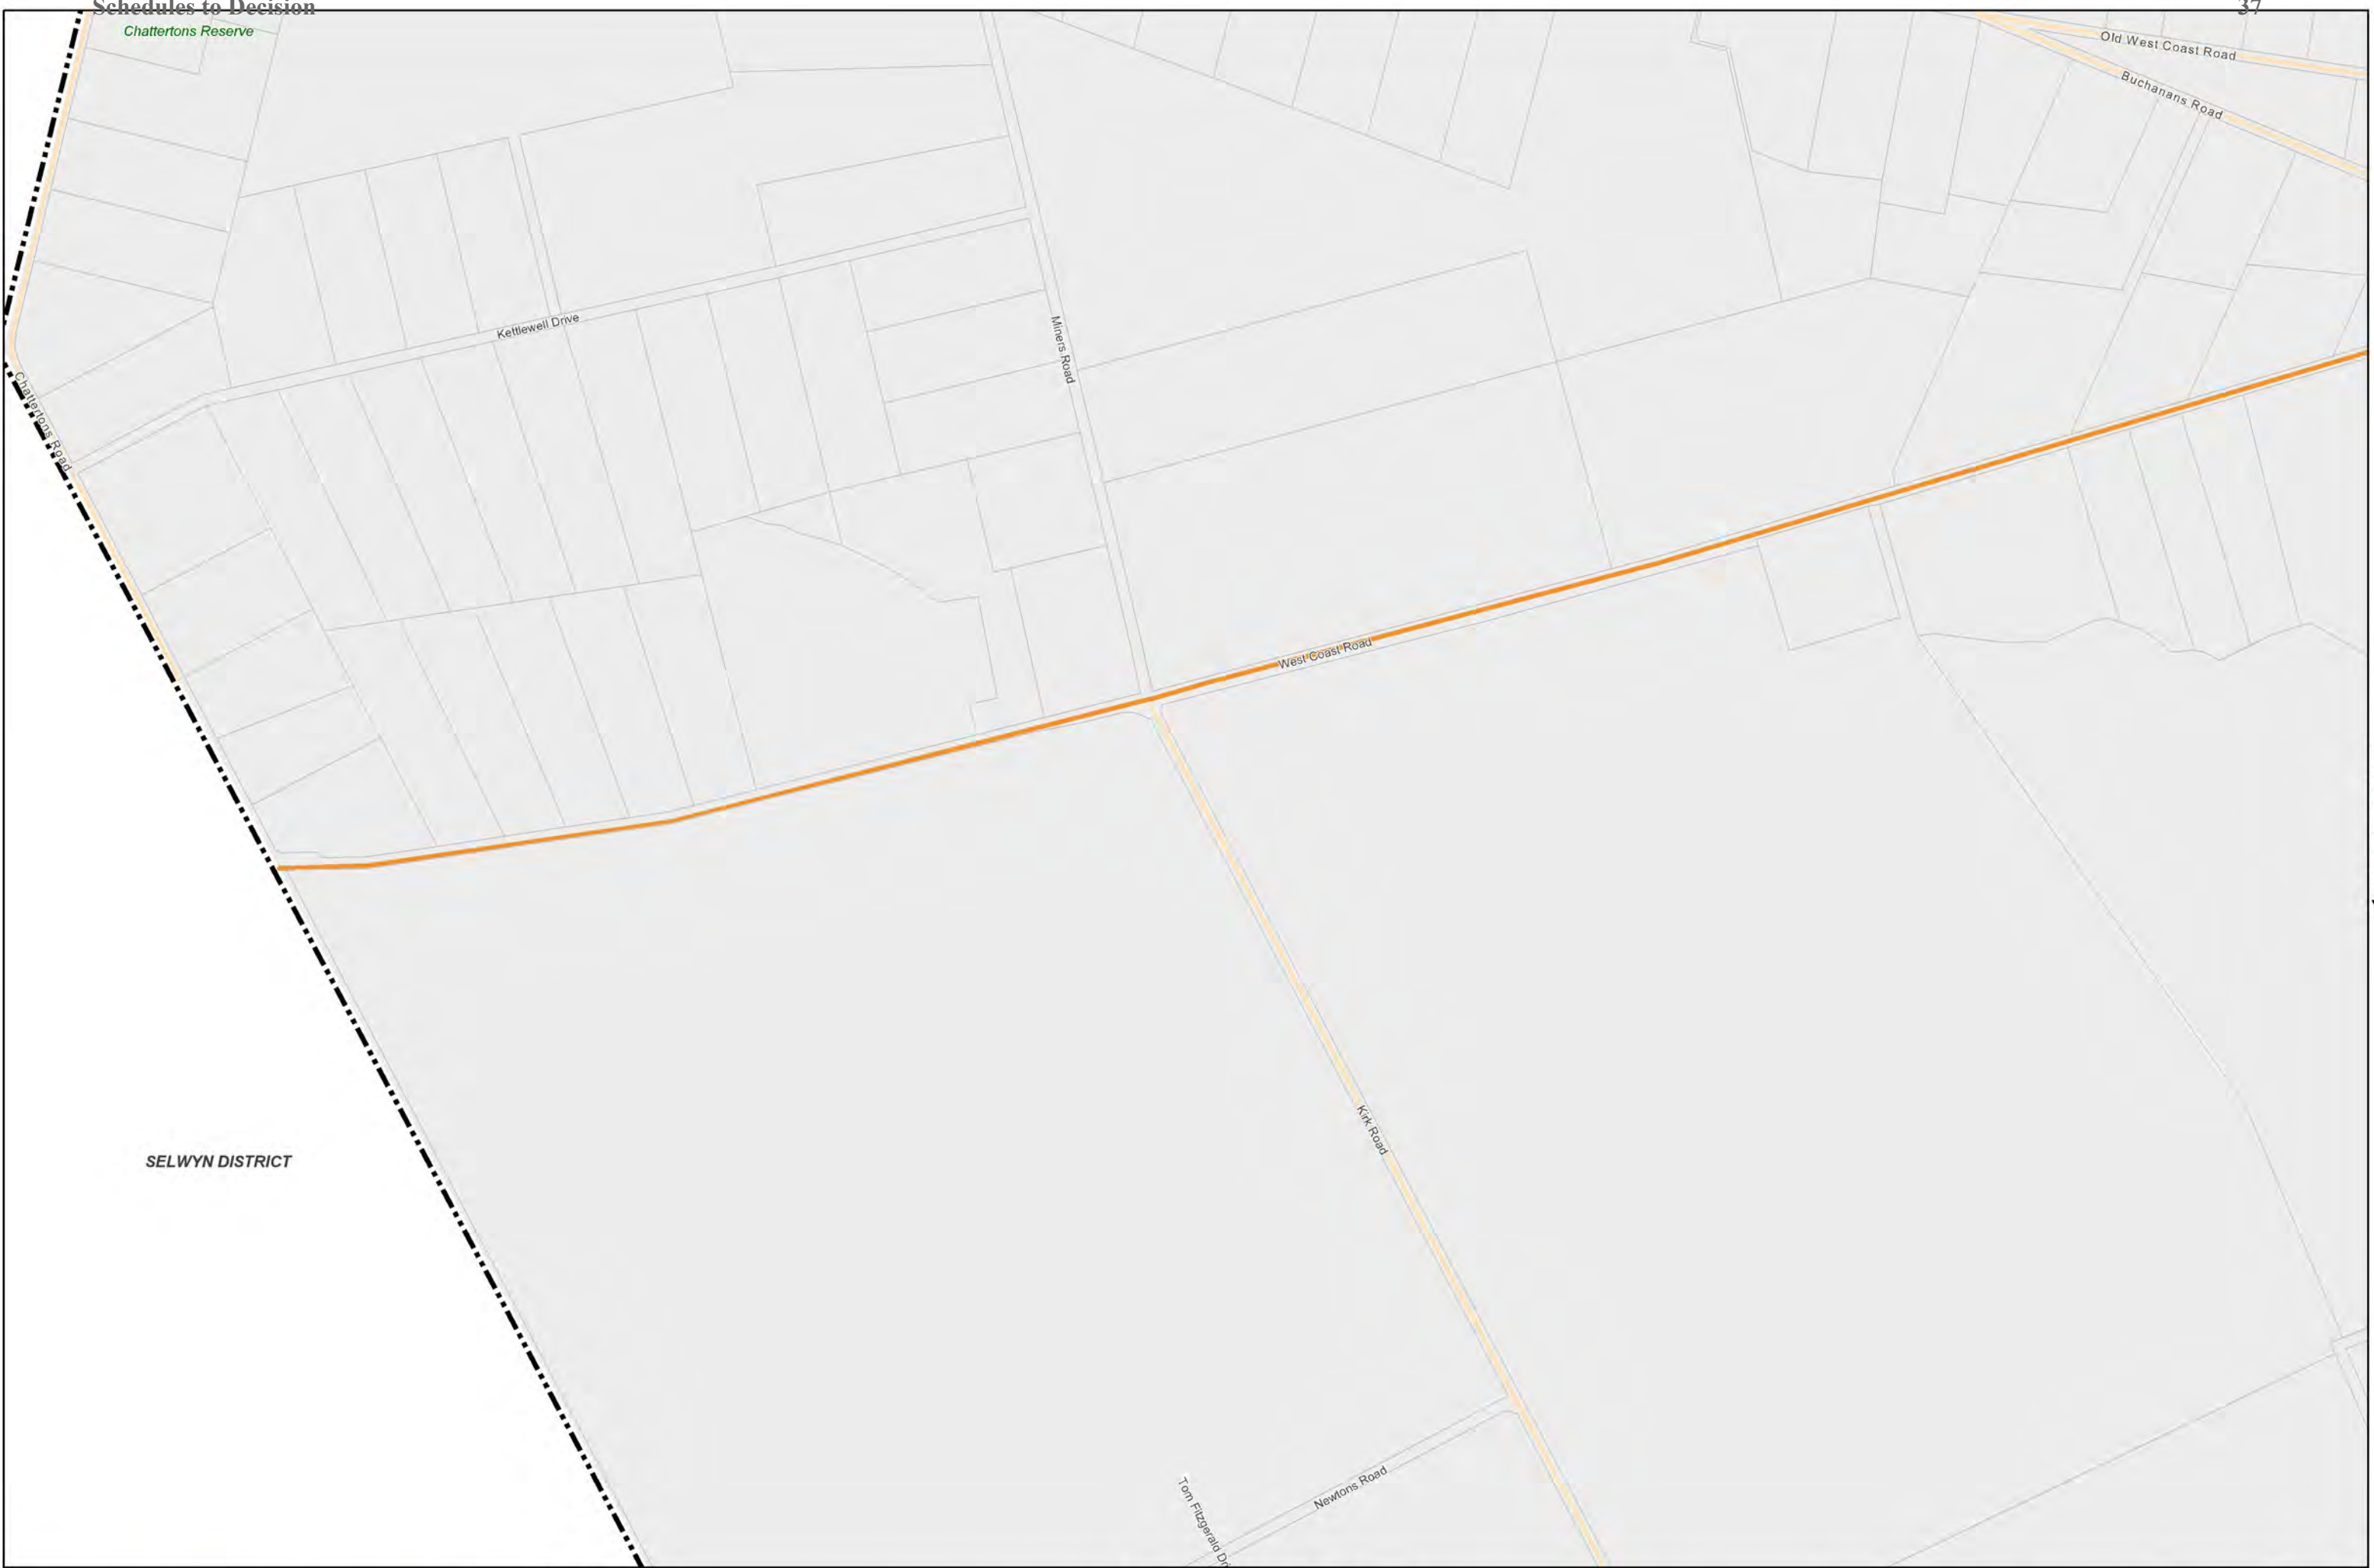 Schedules to Decision
37
Chattertons Reserve
Old West Coast Road
Buchanans Road
Kettlewell Drive
Miners Road
Chattertons Road
West Coast Road
Kirk Road
SELWYN DISTRICT
Newtons Road
Tom Fitzgerald Dri